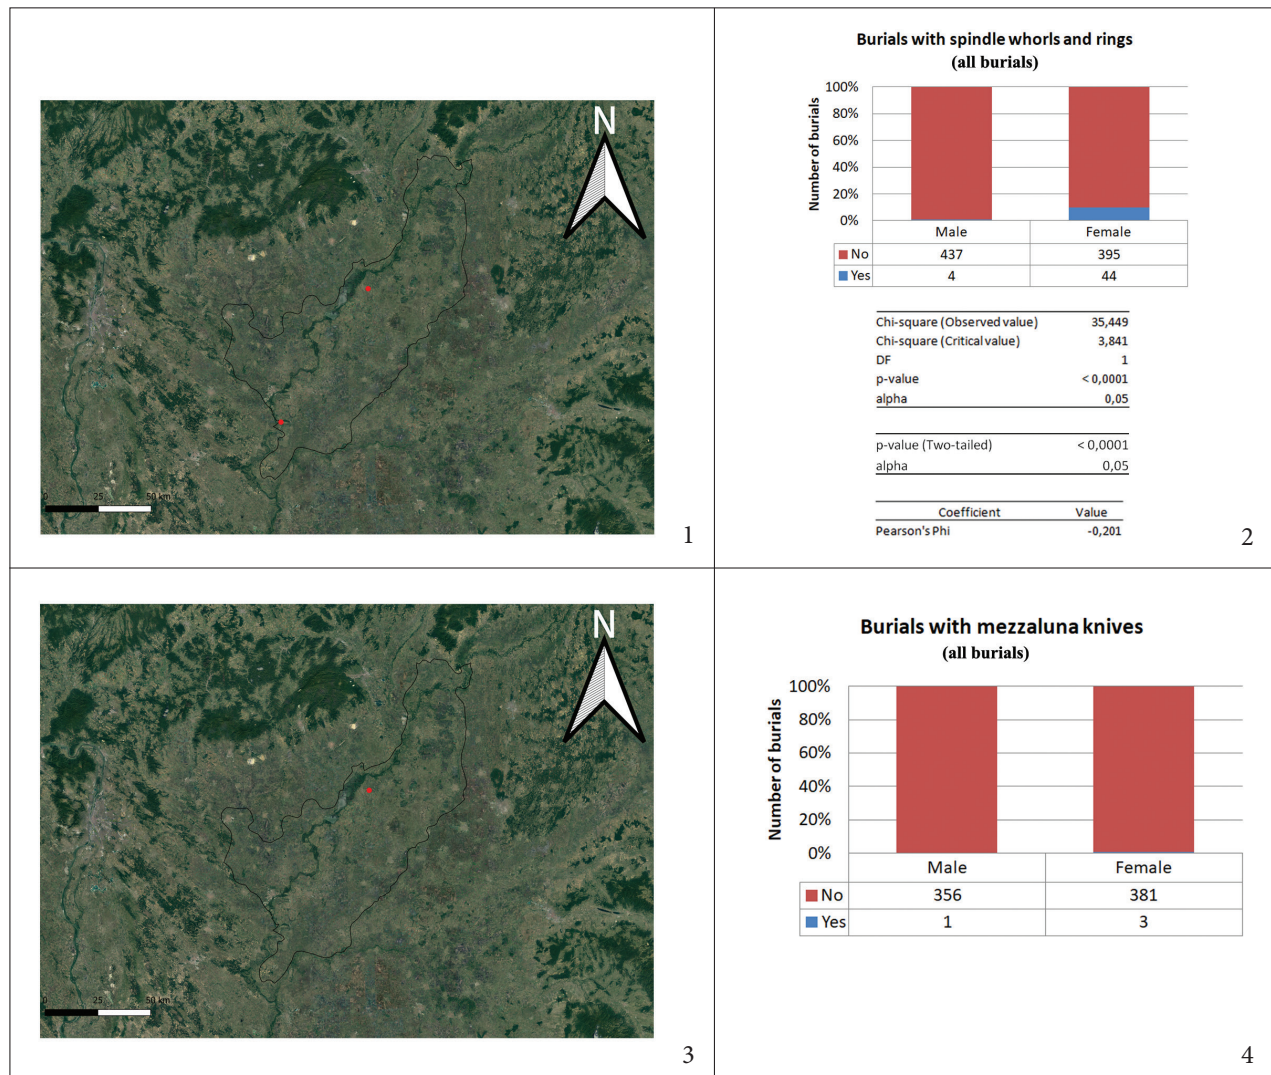 N
0 25 50 km
1
Burials with spindle whorls and rings
(all burials)
Number of burials
100%
80%
60%
40%
20%
0%
Male Female
No 437 395
Yes 4 44
Chi-square (Observed value) 35,449
Chi-square (Critical value) 3,841
DF 1
p-value < 0,0001
alpha 0,05
p-value (Two-tailed) < 0,0001
alpha 0,05
Coefficient Value
Pearson's Phi -0,201
2
N
0 25 50 km
3
Burials with mezzaluna knives
(all burials)
Number of burials
100%
80%
60%
40%
20%
0%
Male Female
No 356 381
Yes 1 3
4